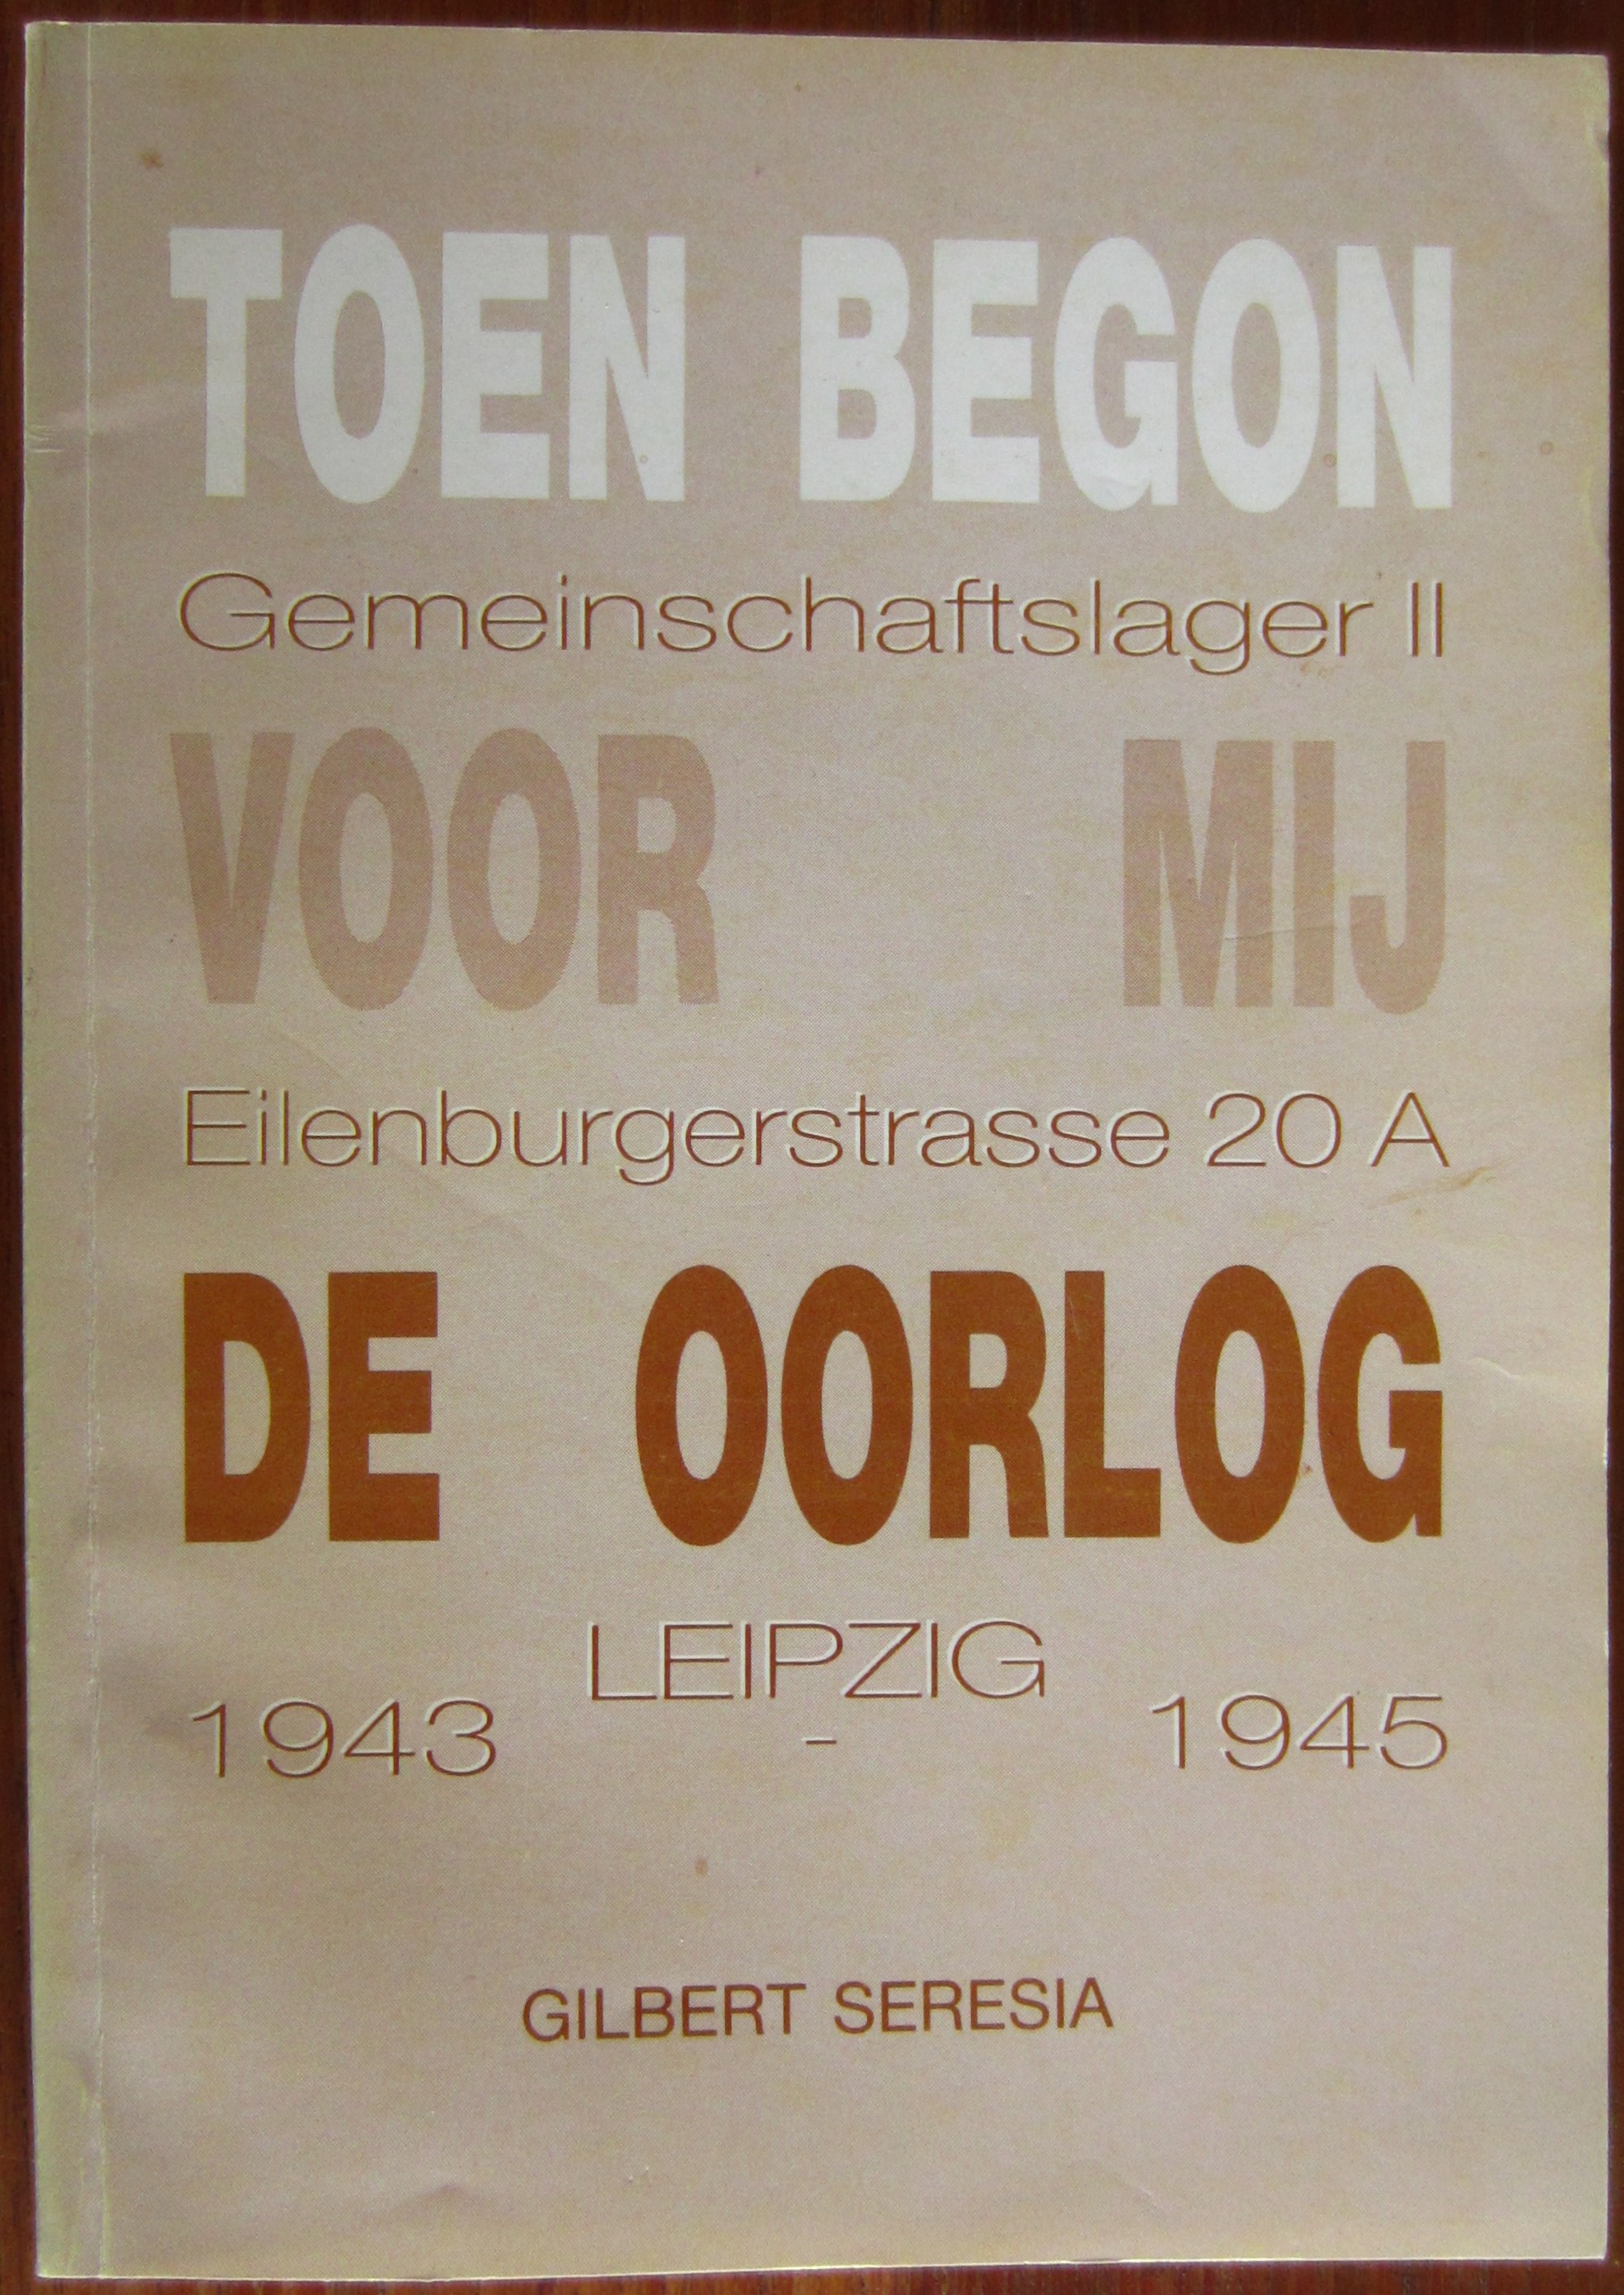 TOEN BEGON
Gemeinschaftslager II
VOOR MIJ
Eilenburgerstrasse 20 A
DE OORLOG
LEIPZIG
1943 - 1945
GILBERT SERESIA